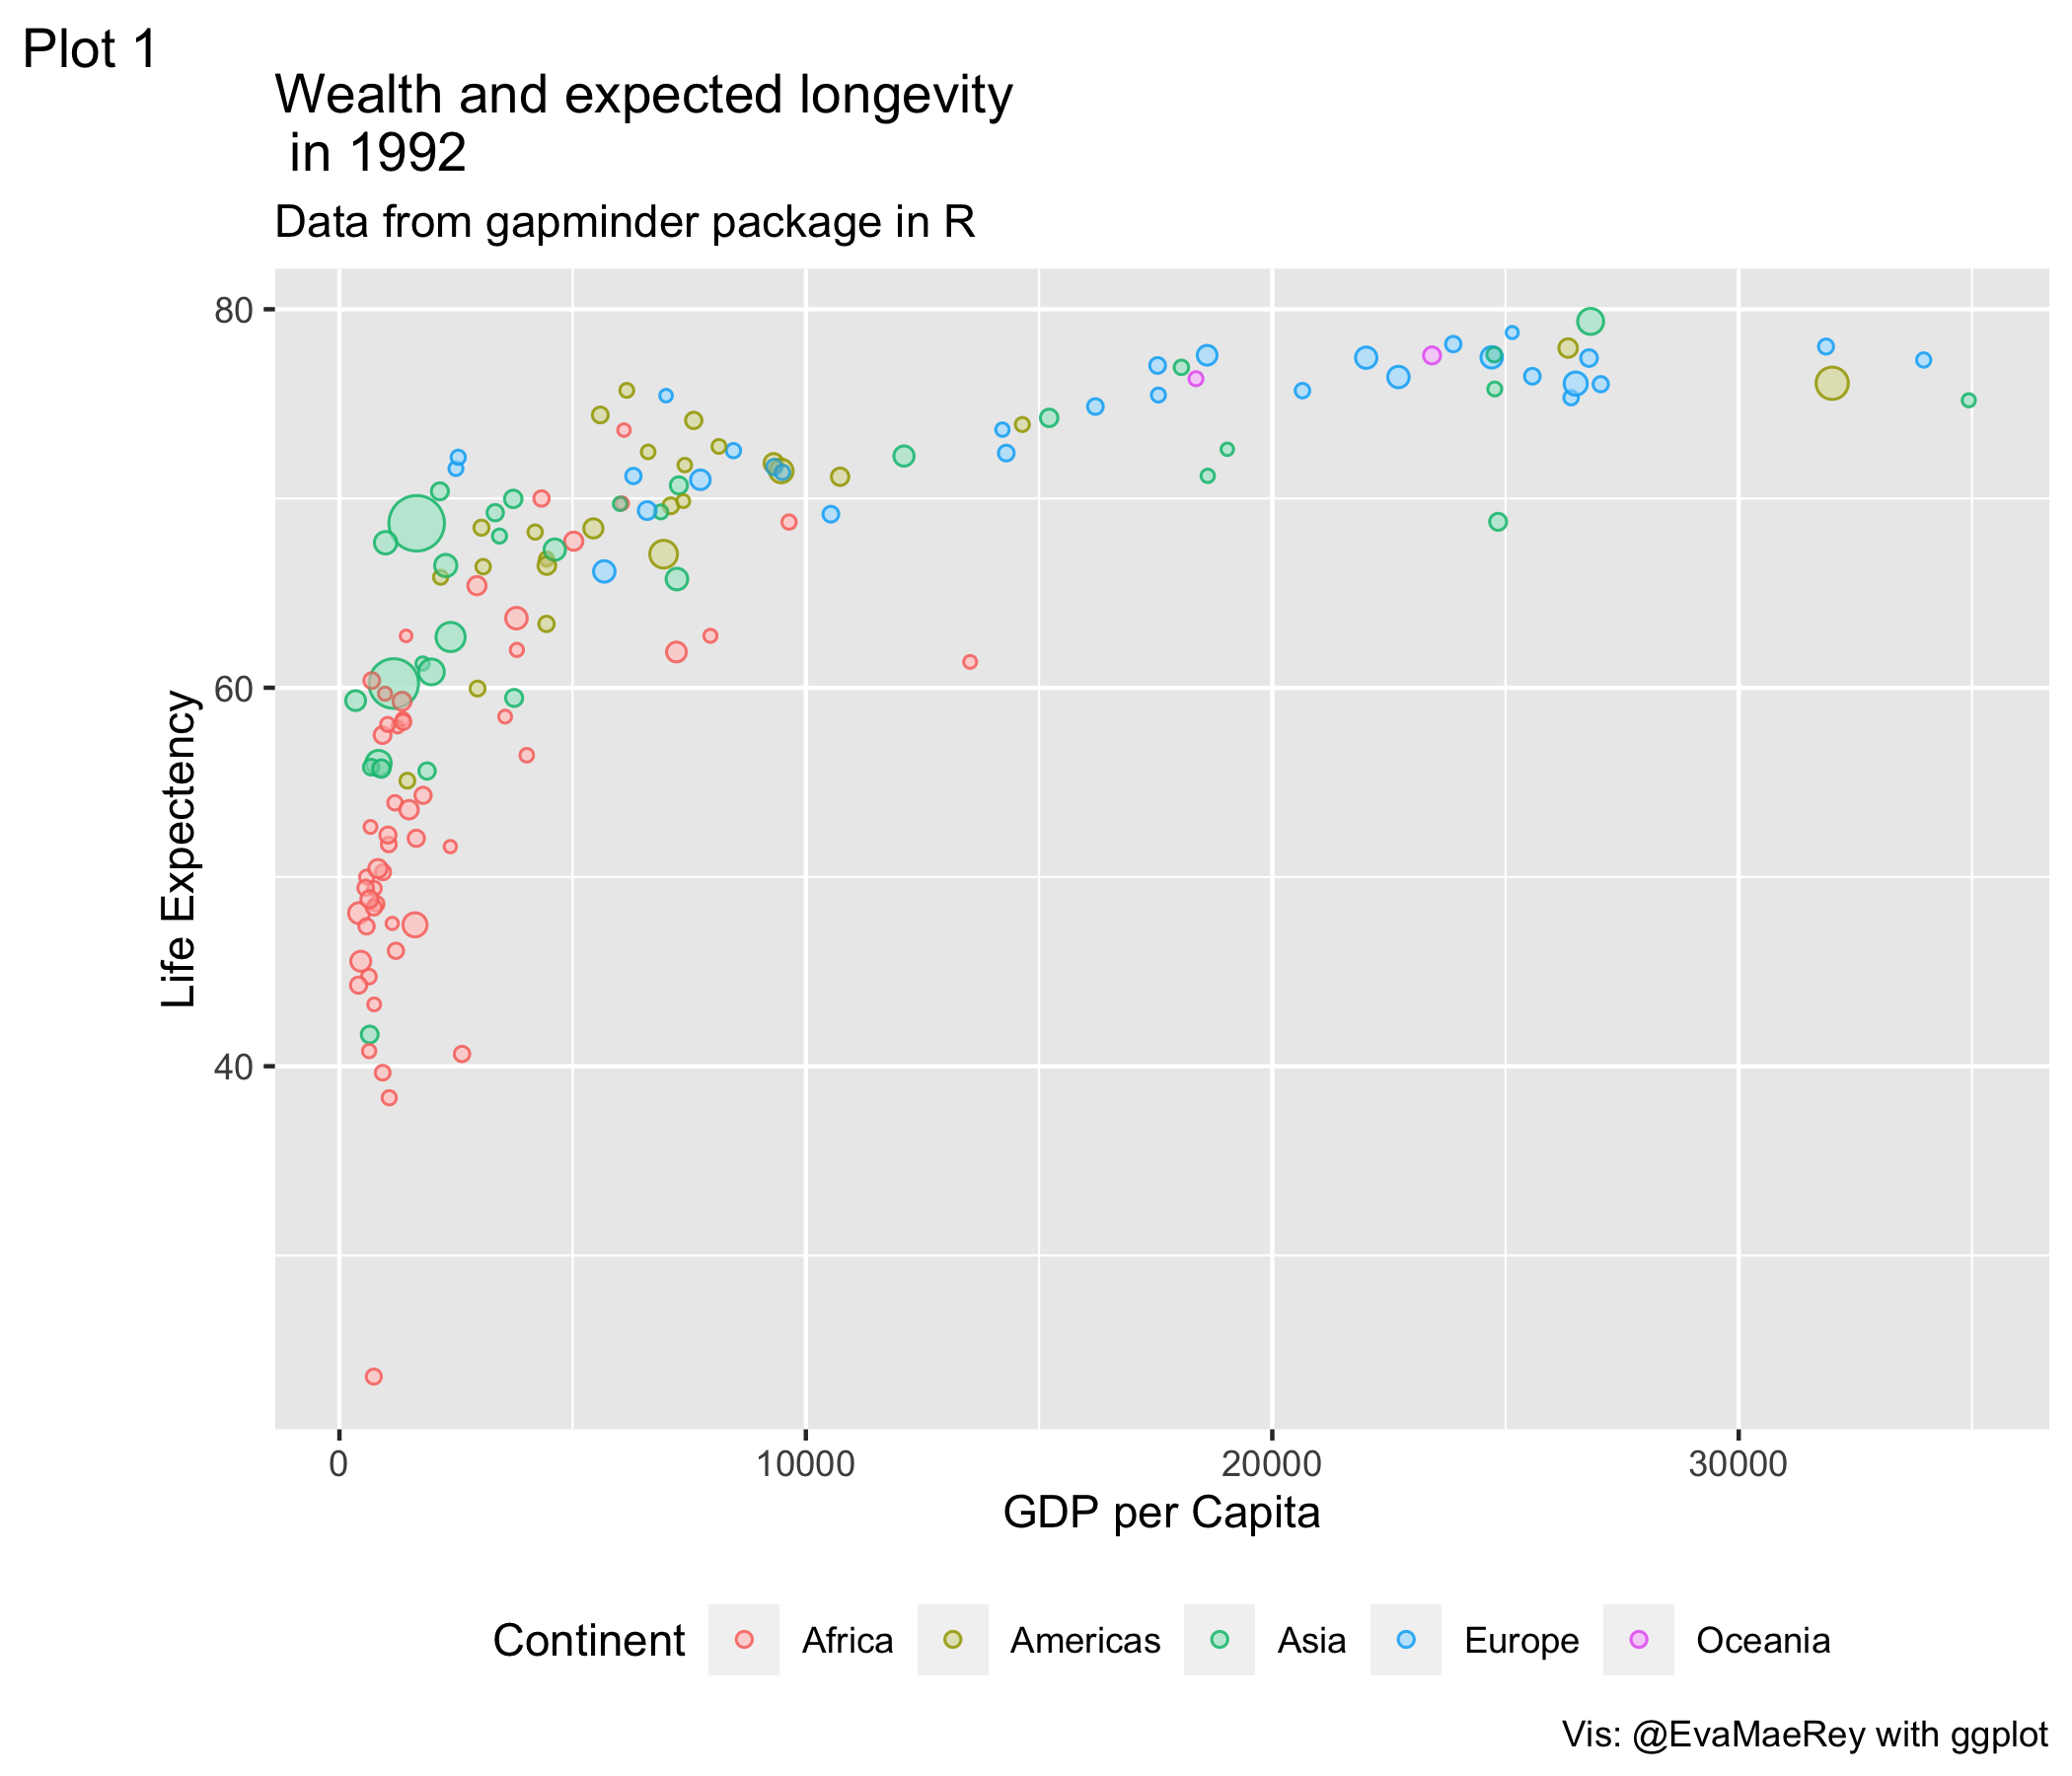 Plot 1
Wealth and expected longevity
in 1992
Data from gapminder package in R
80
60
40
Life Expectency
0 10000 20000 30000
GDP per Capita
Continent Africa Americas Asia Europe Oceania
Vis: @EvaMaeRey with ggplot